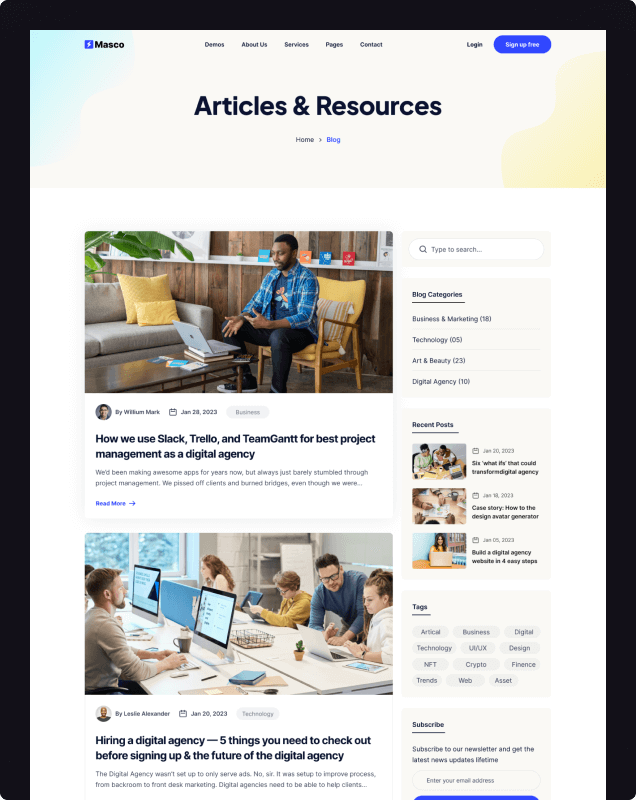 Masco
Demos
About Us
Services
Pages
Contact
Login
Sign up free
Articles & Resources
Home > Blog
By Wllium Mark
Jan 28, 2023
Business
How we use Slack, Trello, and TeamGantt for best project
management as a digital agency
We'd been making awesome apps for years now, but always just barely stumbled through
project management. We pissed off clients and burned bridges, even though we were...
Read More
By Leslie Alexander
Jan 20, 2023
Technology
Hiring a digital agency — 5 things you need to check out
before signing up & the future of the digital agency
The Digital Agency wasn't set up to only serve ads. No, sir. It was setup to improve process,
from backroom to front desk marketing. Digital agencies need to be able to help clients...
Type to search...
Blog Categories
Business & Marketing (18)
Technology (05)
Art & Beauty (23)
Digital Agency (10)
Recent Posts
Jan 20, 2023
Six 'what ifs' that could
transformdigital agency
Jan 18, 2023
Case story: How to the
design avatar generator
Jan 05, 2023
Build a digital agency
website in 4 easy steps
Tags
Artical
Business
Digital
Technology
UI/UX
Design
NFT
Crypto
Finence
Trends
Web
Asset
Subscribe
Subscribe to our newsletter and get the
latest news updates lifetime
Enter your email address